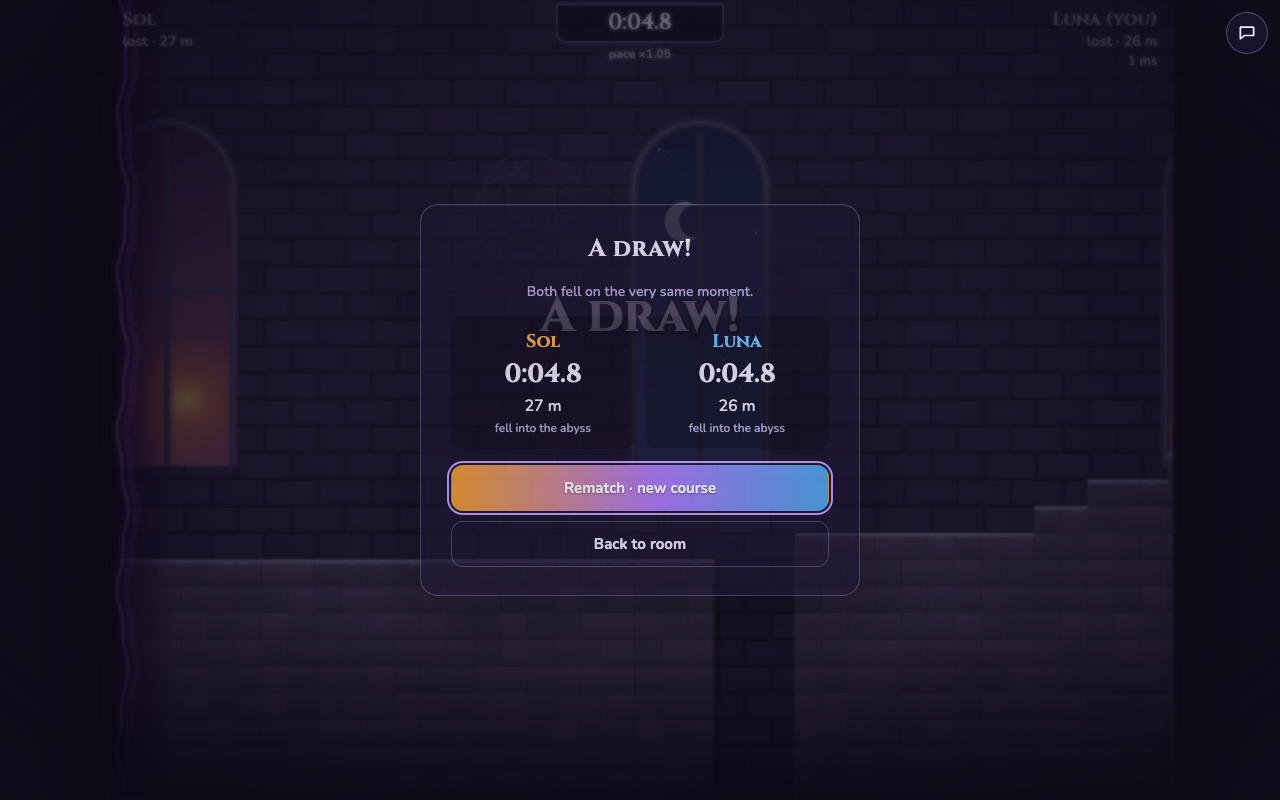 Sol
lost · 27 m
0:04.8
pace ×1.05
Luna (you)
lost · 26 m
1 ms
A draw!
Both fell on the very same moment.
A draw!
Sol
0:04.8
27 m
fell into the abyss
Luna
0:04.8
26 m
fell into the abyss
Rematch · new course
Back to room